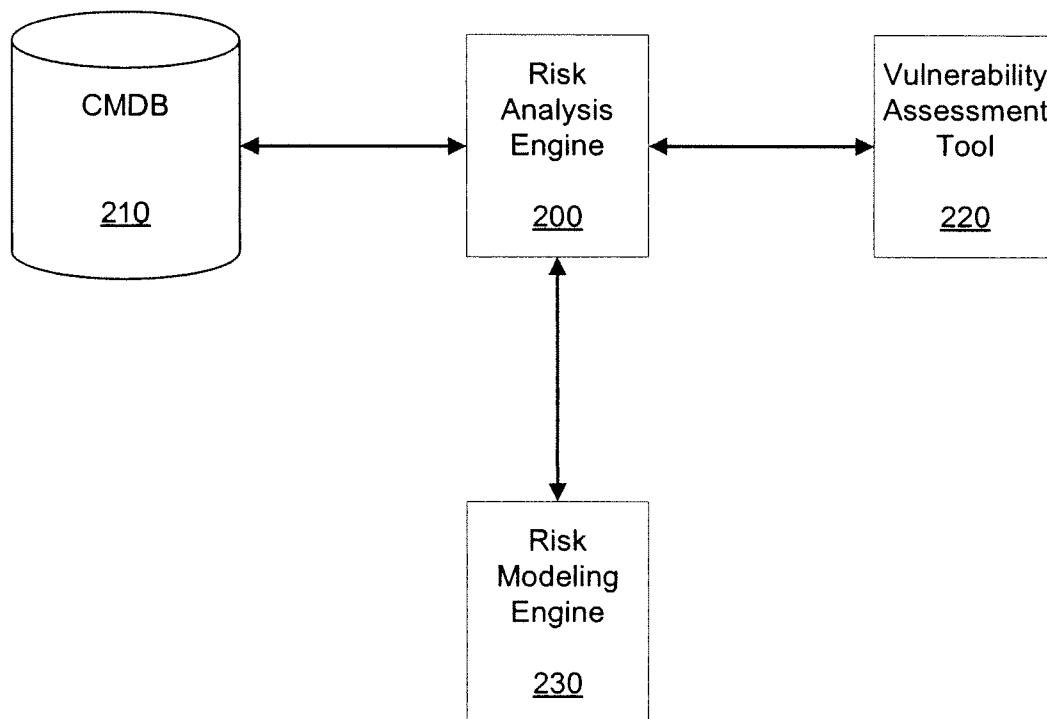 CMDB
210
Risk
Analysis
Engine
200
Vulnerability
Assessment
Tool
220
Risk
Modeling
Engine
230